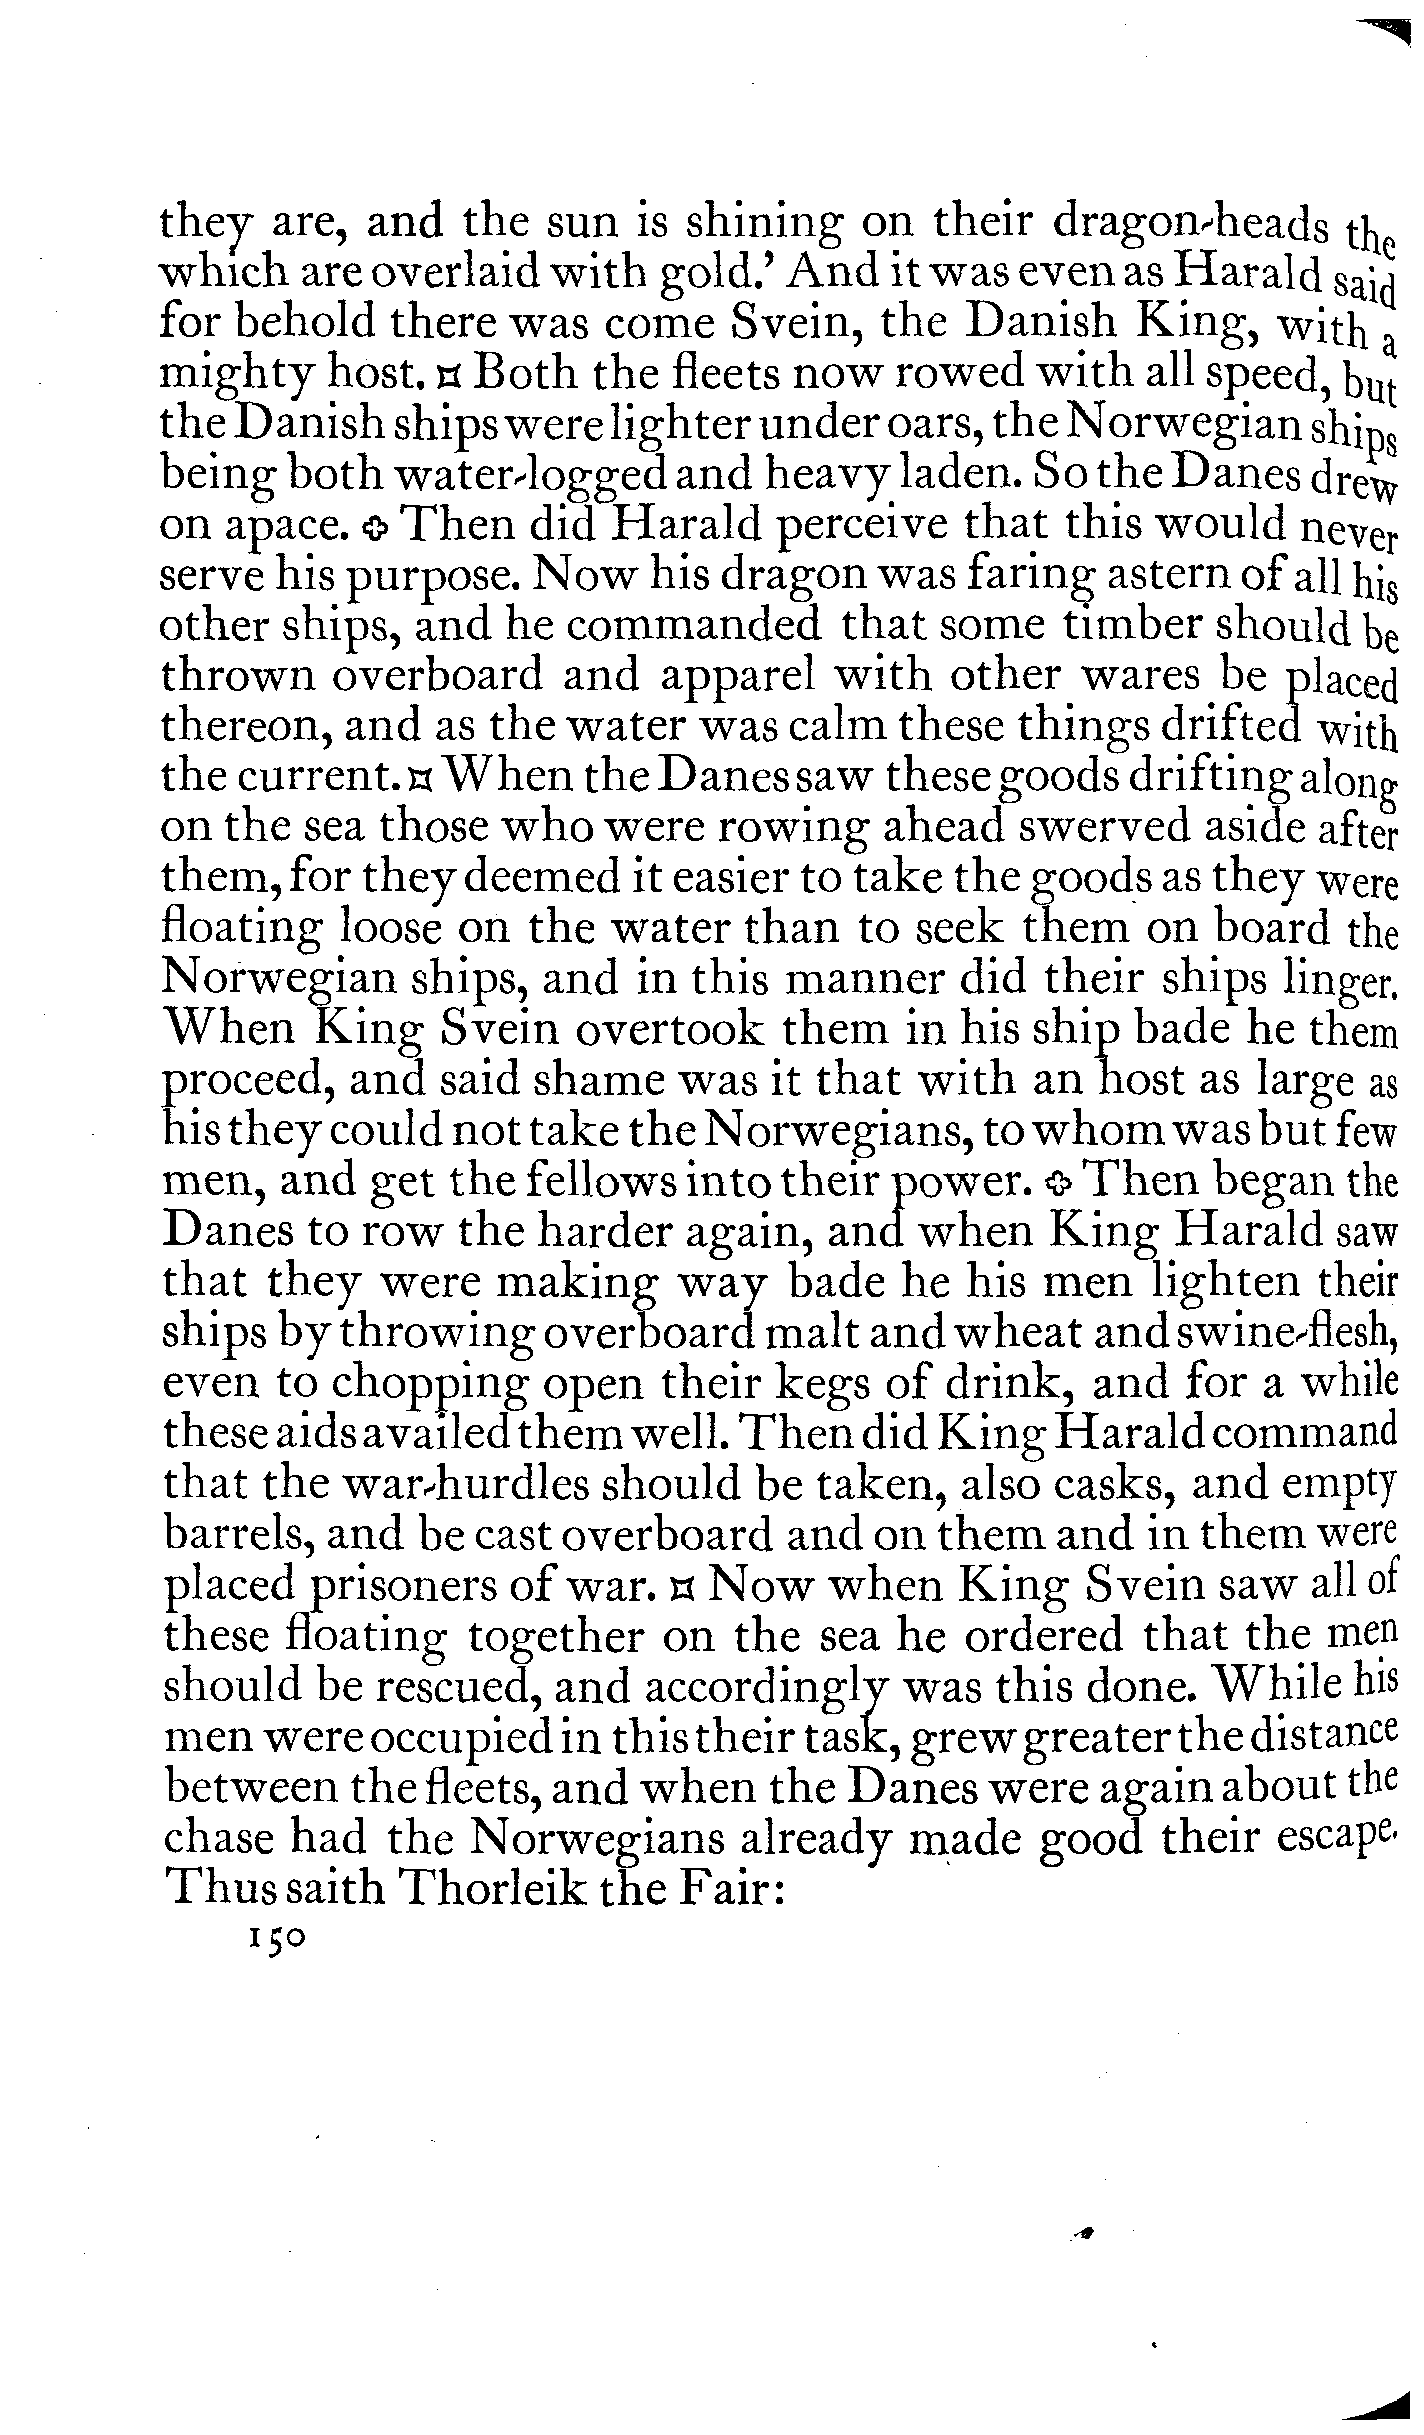 they are, and the sun is shining on their dragon-heads the
which are overlaid with gold.' And it was even as Harald said
for behold there was come Svein, the Danish King, with a
mighty host. ¤ Both the fleets now rowed with all speed, but
the Danish ships were lighter under oars, the Norwegian ships
being both water-logged and heavy laden. So the Danes drew
on apace. ✥ Then did Harald perceive that this would never
serve his purpose. Now his dragon was faring astern of all his
other ships, and he commanded that some timber should be
thrown overboard and apparel with other wares be placed
thereon, and as the water was calm these things drifted with
the current. ¤ When the Danes saw these goods drifting along
on the sea those who were rowing ahead swerved aside after
them, for they deemed it easier to take the goods as they were
floating loose on the water than to seek them on board the
Norwegian ships, and in this manner did their ships linger.
When King Svein overtook them in his ship bade he them
proceed, and said shame was it that with an host as large as
his they could not take the Norwegians, to whom was but few
men, and get the fellows into their power. ✥ Then began the
Danes to row the harder again, and when King Harald saw
that they were making way bade he his men lighten their
ships by throwing overboard malt and wheat and swine-flesh,
even to chopping open their kegs of drink, and for a while
these aids availed them well. Then did King Harald command
that the war-hurdles should be taken, also casks, and empty
barrels, and be cast overboard and on them and in them were
placed prisoners of war. ¤ Now when King Svein saw all of
these floating together on the sea he ordered that the men
should be rescued, and accordingly was this done. While his
men were occupied in this their task, grew greater the distance
between the fleets, and when the Danes were again about the
chase had the Norwegians already made good their escape.
Thus saith Thorleik the Fair:
150